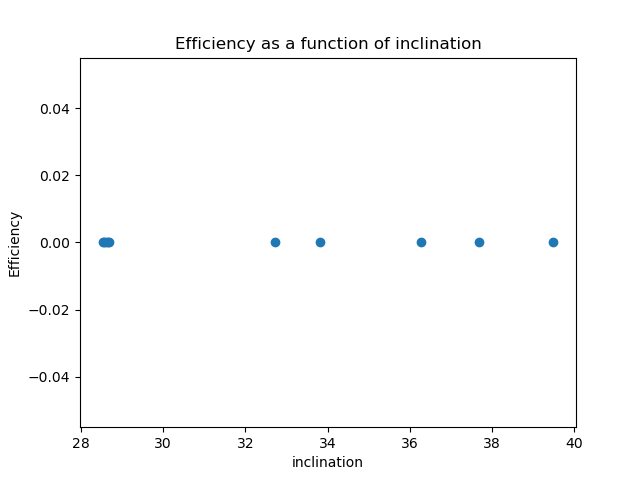 Efficiency as a function of inclination
0.04
0.02
0.00
−0.02
−0.04
Efficiency
28 30 32 34 36 38 40
inclination